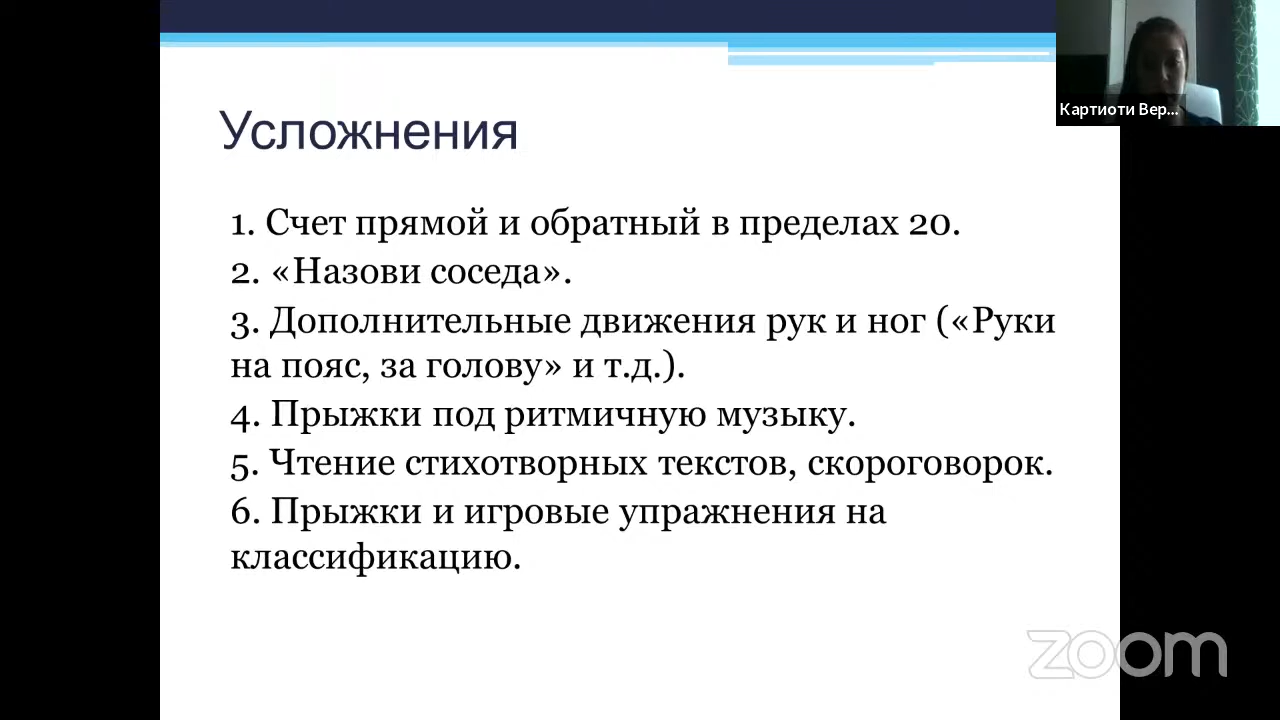 Картиоти Вер...
Усложнения
1. Счет прямой и обратный в пределах 20.
2. «Назови соседа».
3. Дополнительные движения рук и ног («Руки
на пояс, за голову» и т.д.).
4. Прыжки под ритмичную музыку.
5. Чтение стихотворных текстов, скороговорок.
6. Прыжки и игровые упражнения на
классификацию.
zoom